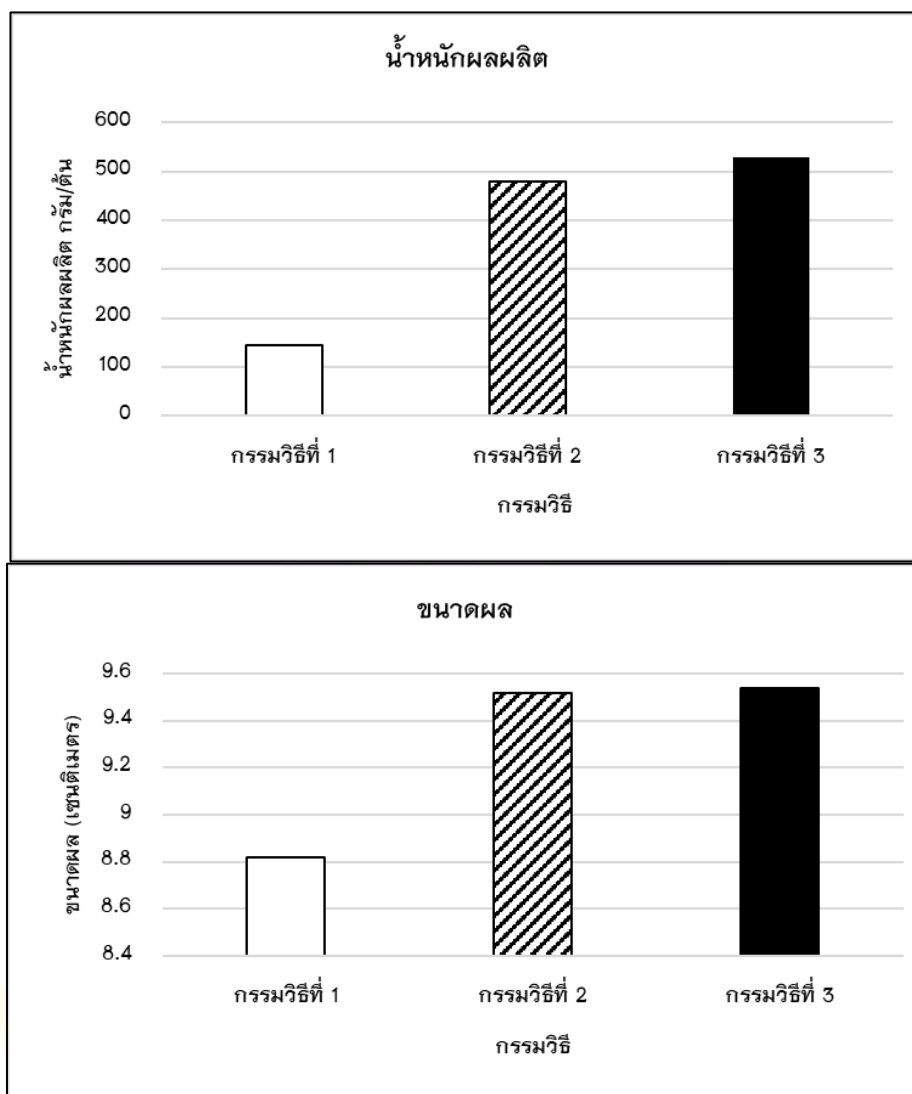 น้ำหนักผลผลิต
น้ำหนักผลผลิต กรัม/ต้น
600
500
400
300
200
100
0
กรรมวิธีที่ 1 กรรมวิธีที่ 2 กรรมวิธีที่ 3
กรรมวิธี
ขนาดผล
ขนาดผล (เซนติเมตร)
9.6
9.4
9.2
9
8.8
8.6
8.4
กรรมวิธีที่ 1 กรรมวิธีที่ 2 กรรมวิธีที่ 3
กรรมวิธี